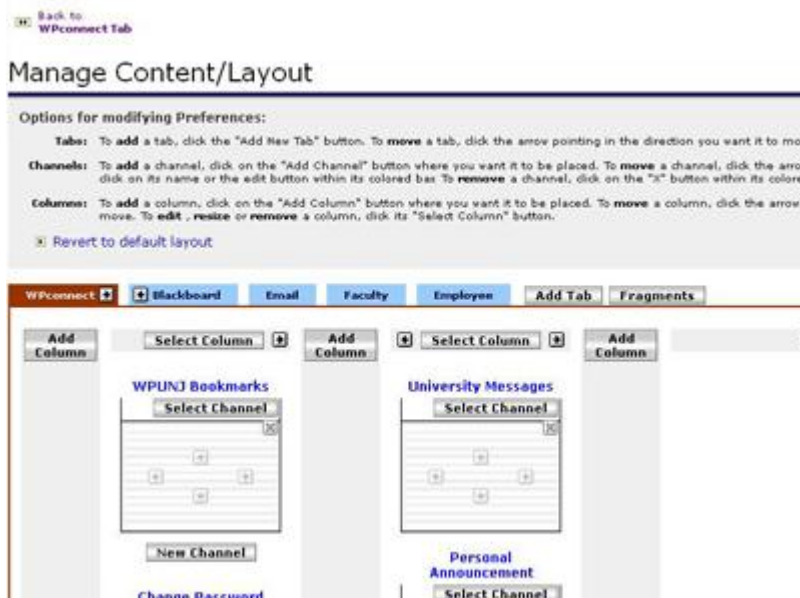 Back to
WPconnect Tab
Manage Content/Layout
Options for modifying Preferences:
Tabs: To add a tab, click the "Add New Tab" button. To move a tab, click the arrow pointing in the direction you want it to mo
Channels: To add a channel, click on the "Add Channel" button where you want it to be placed. To move a channel, click the arro
click on its name or the edit button within its colored bar. To remove a channel, click on the "X" button within its colore
Columns: To add a column, click on the "Add Column" button where you want it to be placed. To move a column, click the arrow
move. To edit , resize or remove a column, click its "Select Column" button.
Revert to default layout
WPconnect Blackboard Email Faculty Employee Add Tab Fragments
Add Column Select Column Add Column Select Column Add Column
WPUNJ Bookmarks University Messages
Select Channel Select Channel
New Channel
Personal
Announcement
Change Password Select Channel